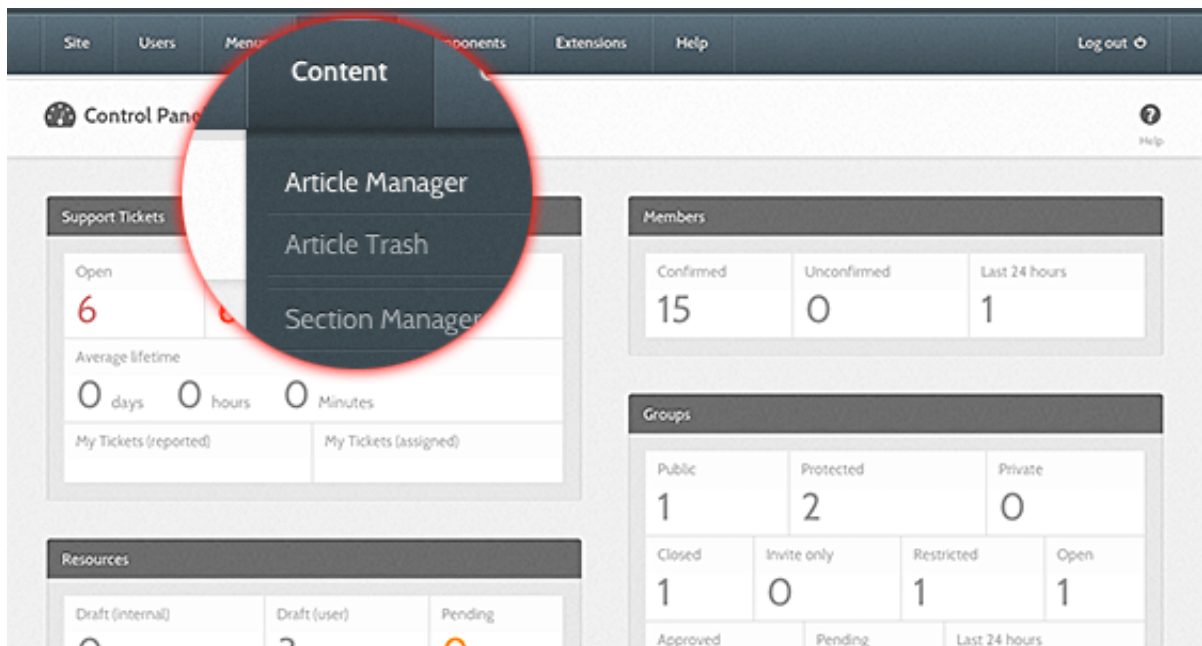 Site Users Extensions Help Log out
Content
Control
Help
Article Manager
Article Trash
Section Manager
Support Tickets
Open
6
Average lifetime
0 days 0 hours 0 Minutes
My Tickets (reported) My Tickets (assigned)
Resources
Draft (internal) Draft (user) Pending
Members
Confirmed Unconfirmed Last 24 hours
15 0 1
Groups
Public Protected Private
1 2 0
Closed Invite only Restricted Open
1 0 1 1
Approved Pending Last 24 hours